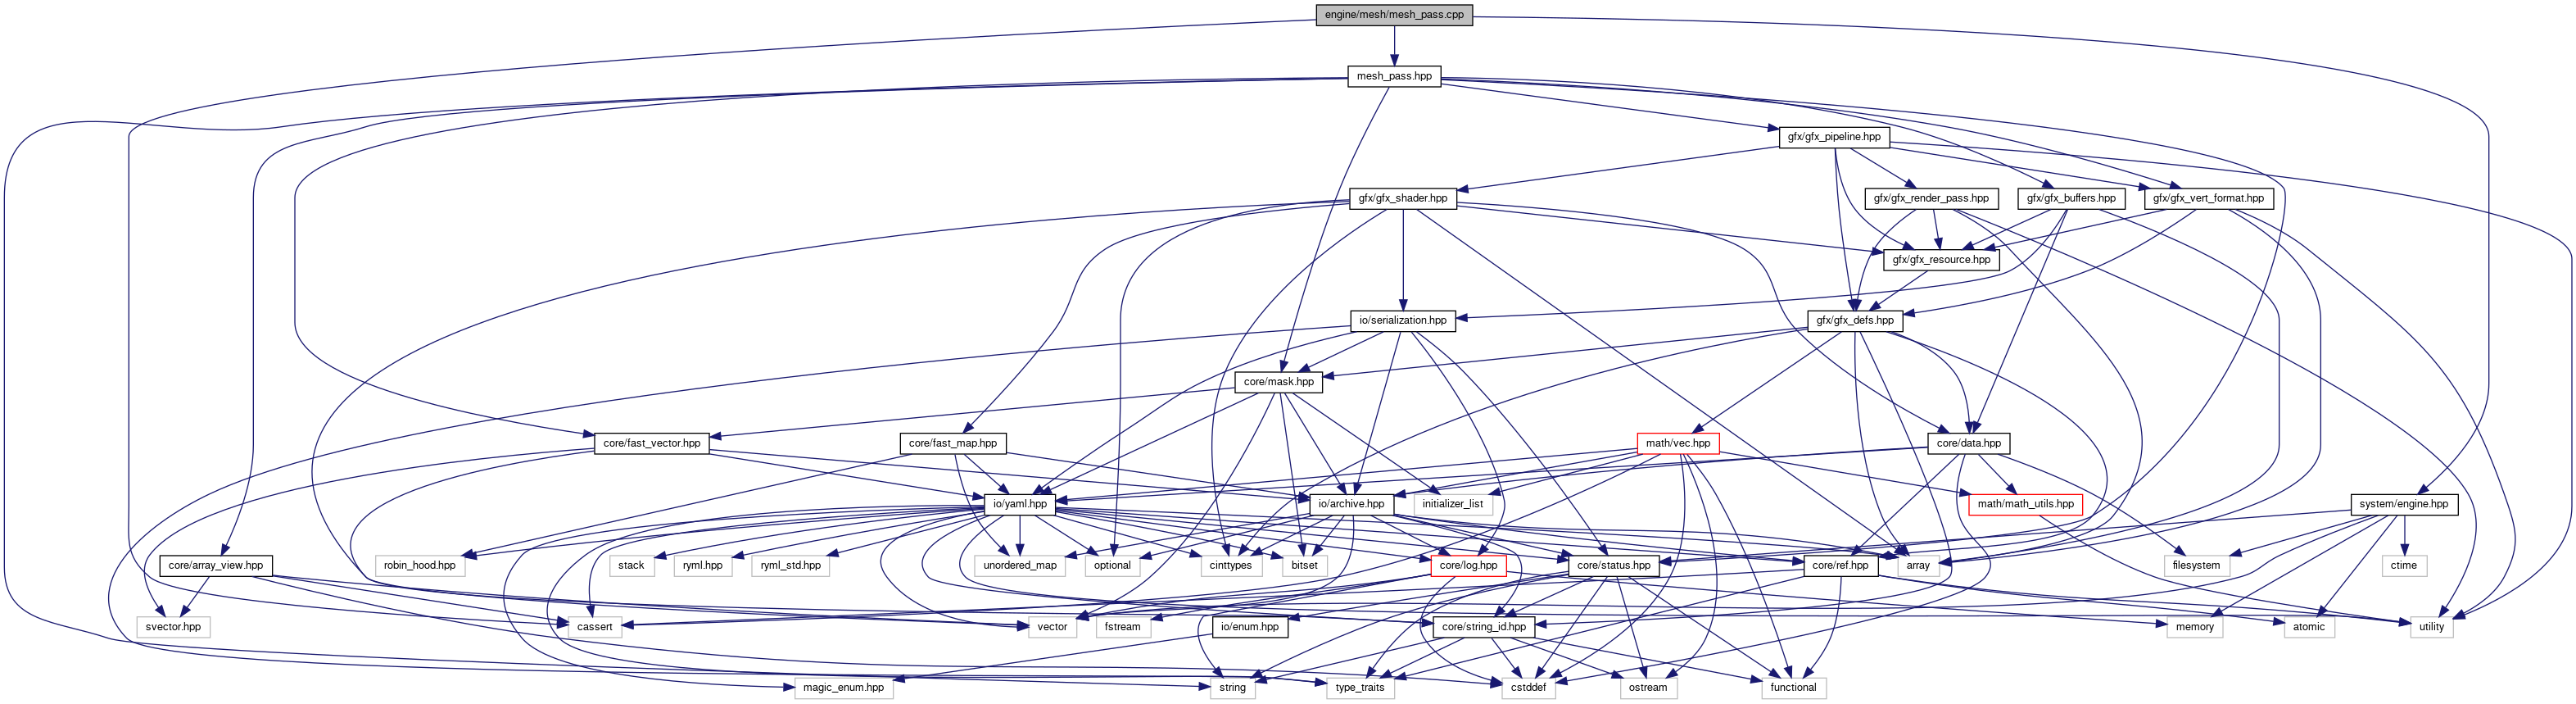 engine/mesh/mesh_pass.cpp
mesh_pass.hpp
gfx/gfx_pipeline.hpp
gfx/gfx_shader.hpp
gfx/gfx_render_pass.hpp
gfx/gfx_buffers.hpp
gfx/gfx_vert_format.hpp
gfx/gfx_resource.hpp
io/serialization.hpp
gfx/gfx_defs.hpp
core/mask.hpp
core/fast_vector.hpp
core/fast_map.hpp
math/vec.hpp
core/data.hpp
io/yaml.hpp
io/archive.hpp
initializer_list
math/math_utils.hpp
system/engine.hpp
core/array_view.hpp
robin_hood.hpp
stack
ryml.hpp
ryml_std.hpp
unordered_map
optional
cinttypes
bitset
core/log.hpp
core/status.hpp
core/ref.hpp
array
filesystem
ctime
svector.hpp
cassert
vector
fstream
io/enum.hpp
core/string_id.hpp
memory
atomic
utility
magic_enum.hpp
string
type_traits
cstddef
ostream
functional